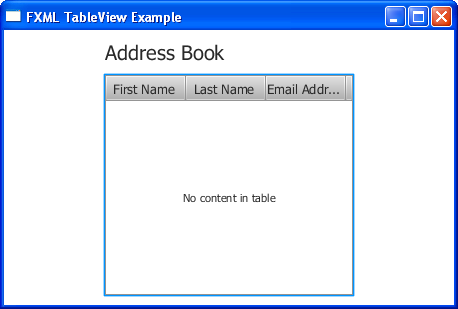 FXML TableView Example
Address Book
First Name Last Name Email Addr...
No content in table